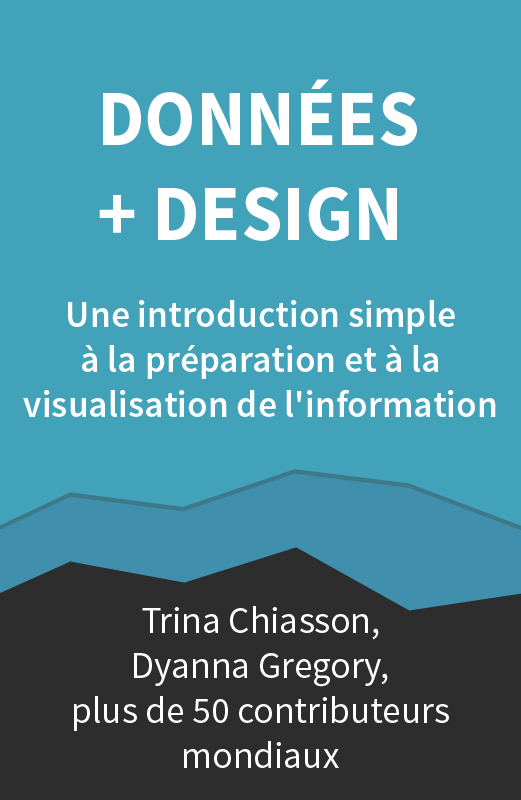 DONNÉES
+ DESIGN
Une introduction simple
à la préparation et à la
visualisation de l'information
Trina Chiasson,
Dyanna Gregory,
plus de 50 contributeurs
mondiaux